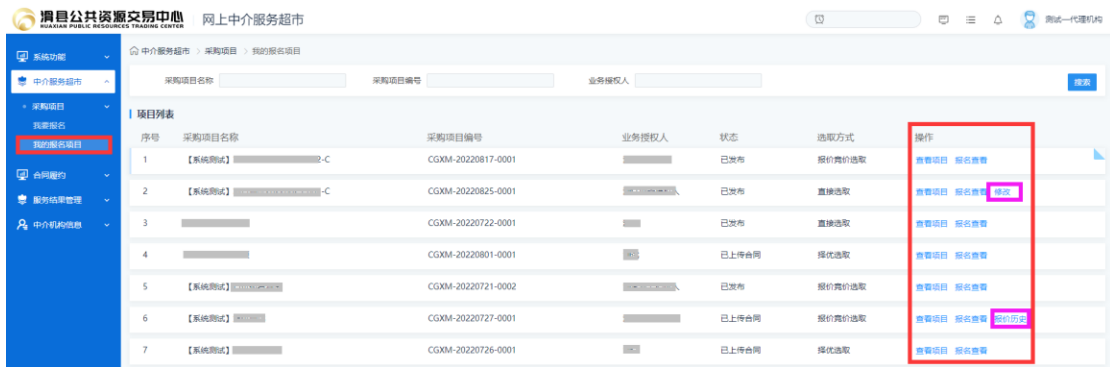 滑县公共资源交易中心 网上中介服务超市 测试一代理机构
HUAXIAN PUBLIC RESOURCES TRADING CENTER
系统功能
中介服务超市
采购项目
我要报名
我的报名项目
合同履约
服务结果管理
中介机构信息
中介服务超市 > 采购项目 > 我的报名项目
采购项目名称 采购项目编号 业务授权人 搜索
项目列表
序号 采购项目名称 采购项目编号 业务授权人 状态 选取方式 操作
1 【系统测试】 2-C CGXM-20220817-0001 已发布 报价竞价选取 查看项目 报名查看
2 【系统测试】 -C CGXM-20220825-0001 已发布 直接选取 查看项目 报名查看 修改
3 CGXM-20220722-0001 已发布 直接选取 查看项目 报名查看
4 CGXM-20220801-0001 已上传合同 择优选取 查看项目 报名查看
5 【系统测试】 CGXM-20220721-0002 已发布 报价竞价选取 查看项目 报名查看
6 【系统测试】 CGXM-20220727-0001 已上传合同 报价竞价选取 查看项目 报名查看 报价历史
7 【系统测试】 CGXM-20220726-0001 已上传合同 择优选取 查看项目 报名查看